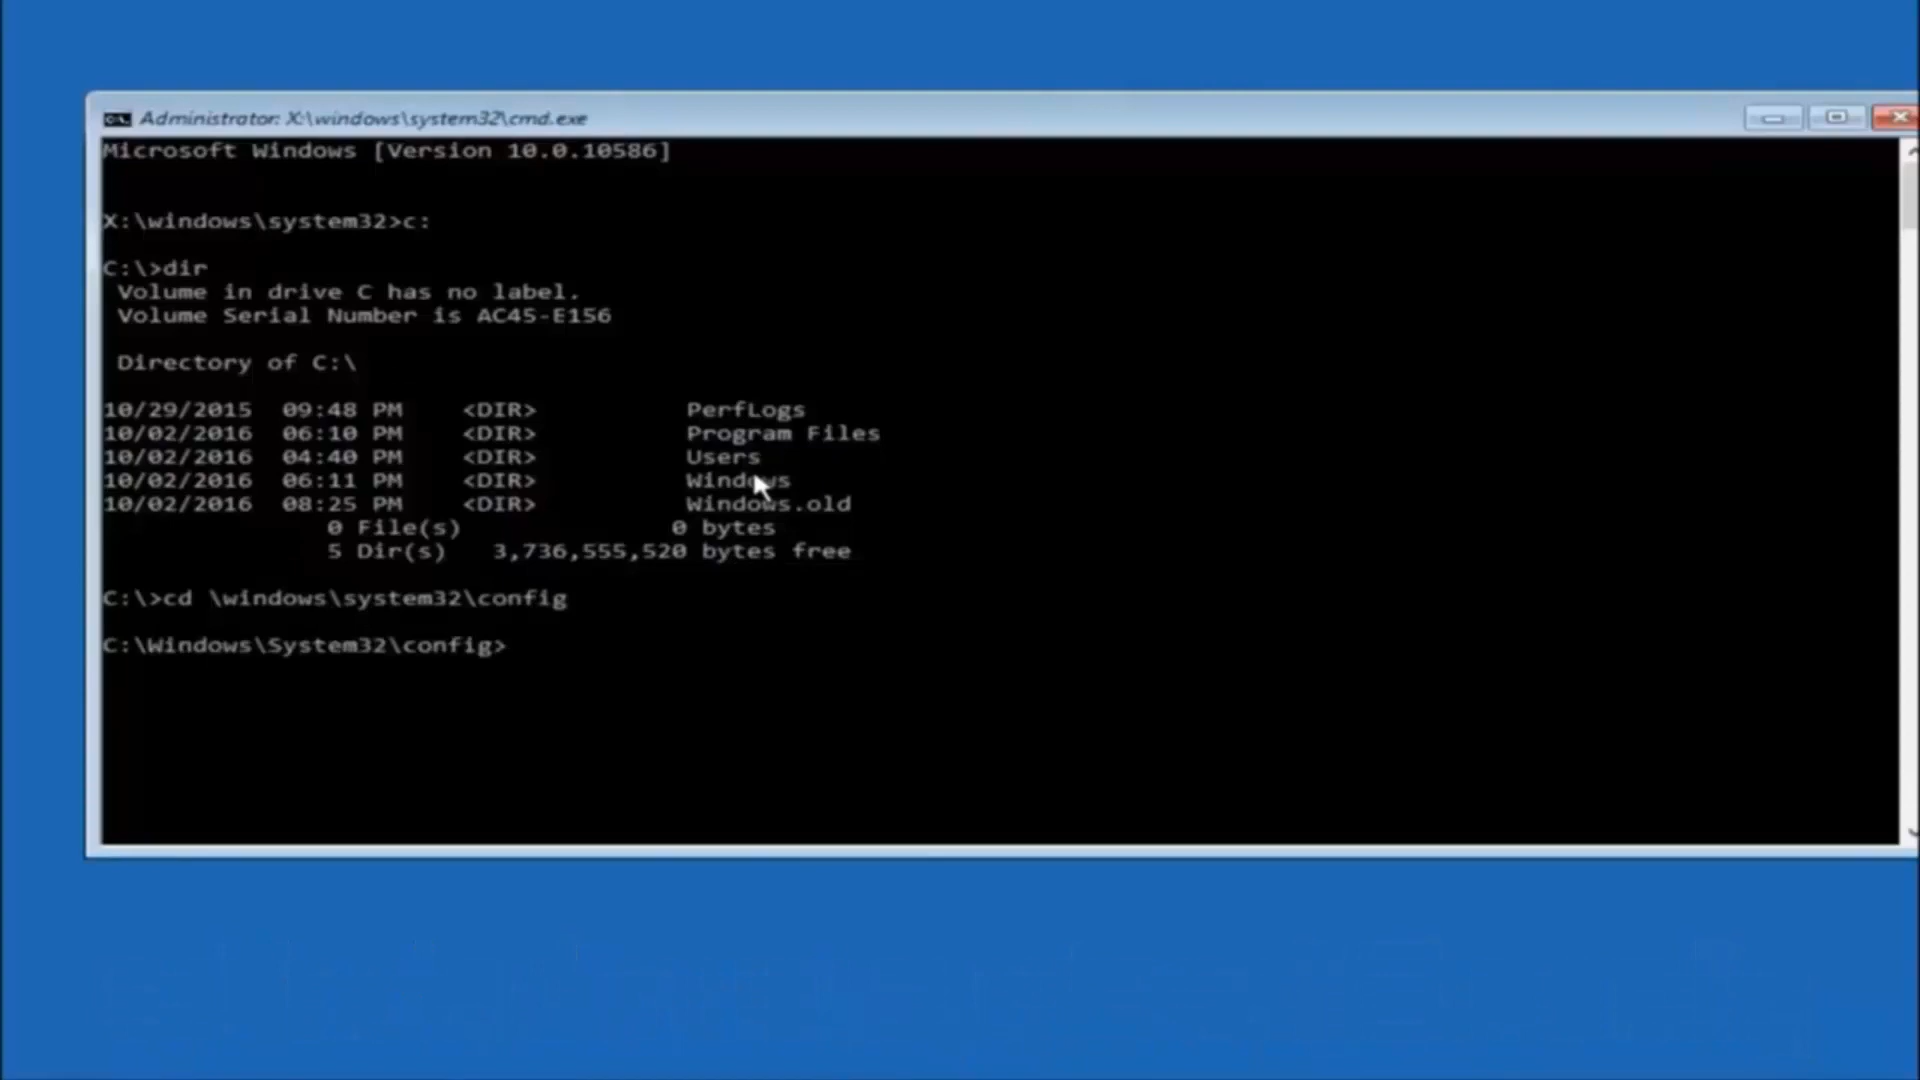 Administrator: X:\windows\system32\cmd.exe
Microsoft Windows [Version 10.0.10586]
X:\windows\system32>c:
C:\>dir
Volume in drive C has no label.
Volume Serial Number is AC45-E156
Directory of C:\
10/29/2015 09:48 PM <DIR> PerfLogs
10/02/2016 06:10 PM <DIR> Program Files
10/02/2016 04:40 PM <DIR> Users
10/02/2016 06:11 PM <DIR> Windows
10/02/2016 08:25 PM <DIR> Windows.old
0 File(s) 0 bytes
5 Dir(s) 3,736,555,520 bytes free
C:\>cd \windows\system32\config
C:\Windows\System32\config>